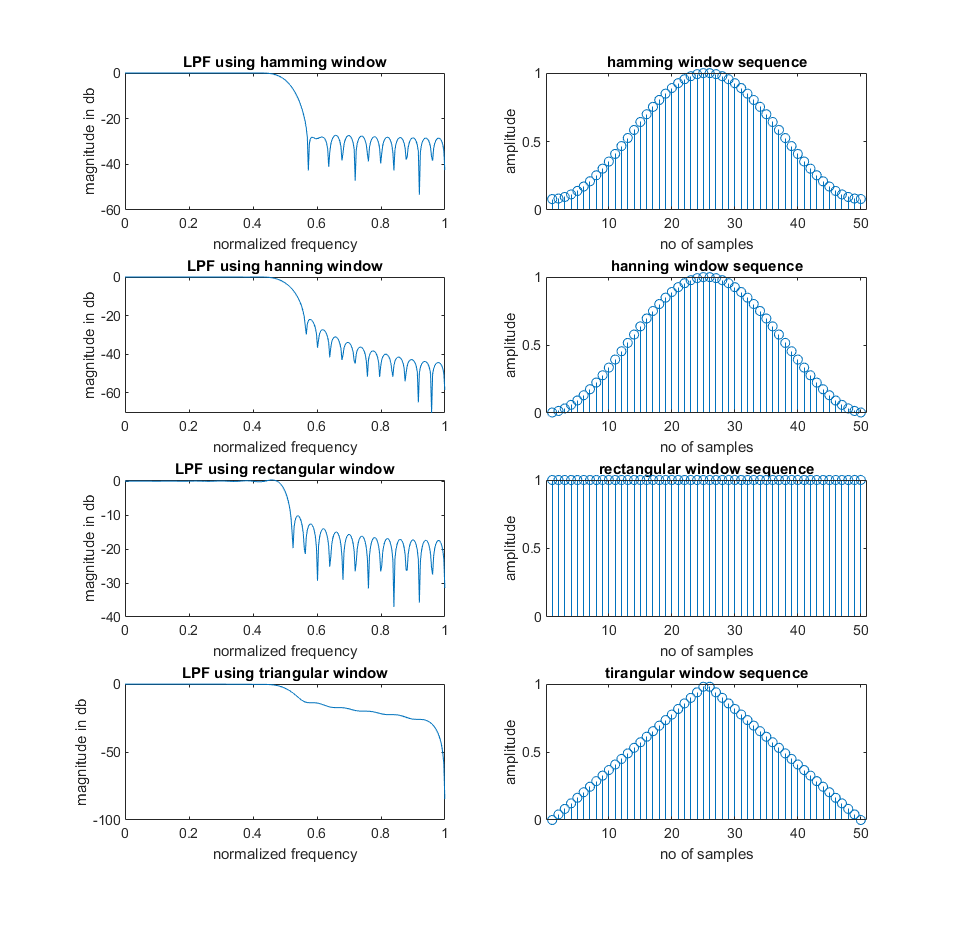 LPF using hamming window
0
-20
-40
-60
magnitude in db
0 0.2 0.4 0.6 0.8 1
normalized frequency
hamming window sequence
1
0.5
0
amplitude
10 20 30 40 50
no of samples
LPF using hanning window
0
-20
-40
-60
magnitude in db
0 0.2 0.4 0.6 0.8 1
normalized frequency
hanning window sequence
1
0.5
0
amplitude
10 20 30 40 50
no of samples
LPF using rectangular window
0
-10
-20
-30
-40
magnitude in db
0 0.2 0.4 0.6 0.8 1
normalized frequency
rectangular window sequence
1
0.5
0
amplitude
10 20 30 40 50
no of samples
LPF using triangular window
0
-50
-100
magnitude in db
0 0.2 0.4 0.6 0.8 1
normalized frequency
tirangular window sequence
1
0.5
0
amplitude
10 20 30 40 50
no of samples